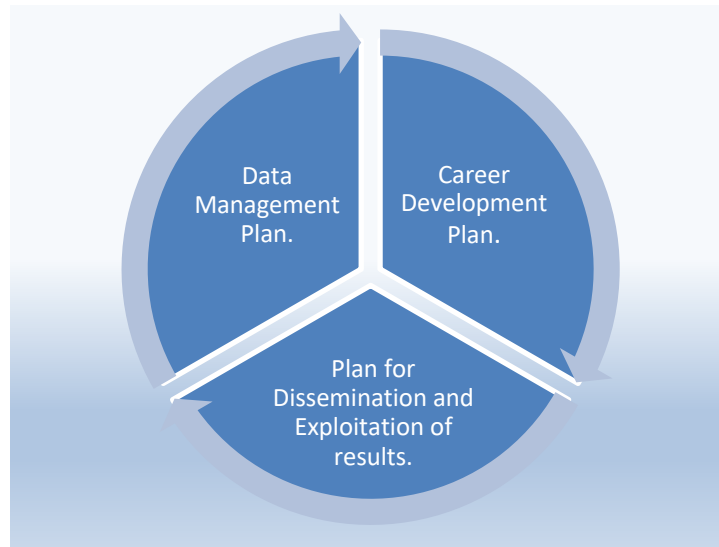 Data
Management
Plan.
Career
Development
Plan.
Plan for
Dissemination and
Exploitation of
results.